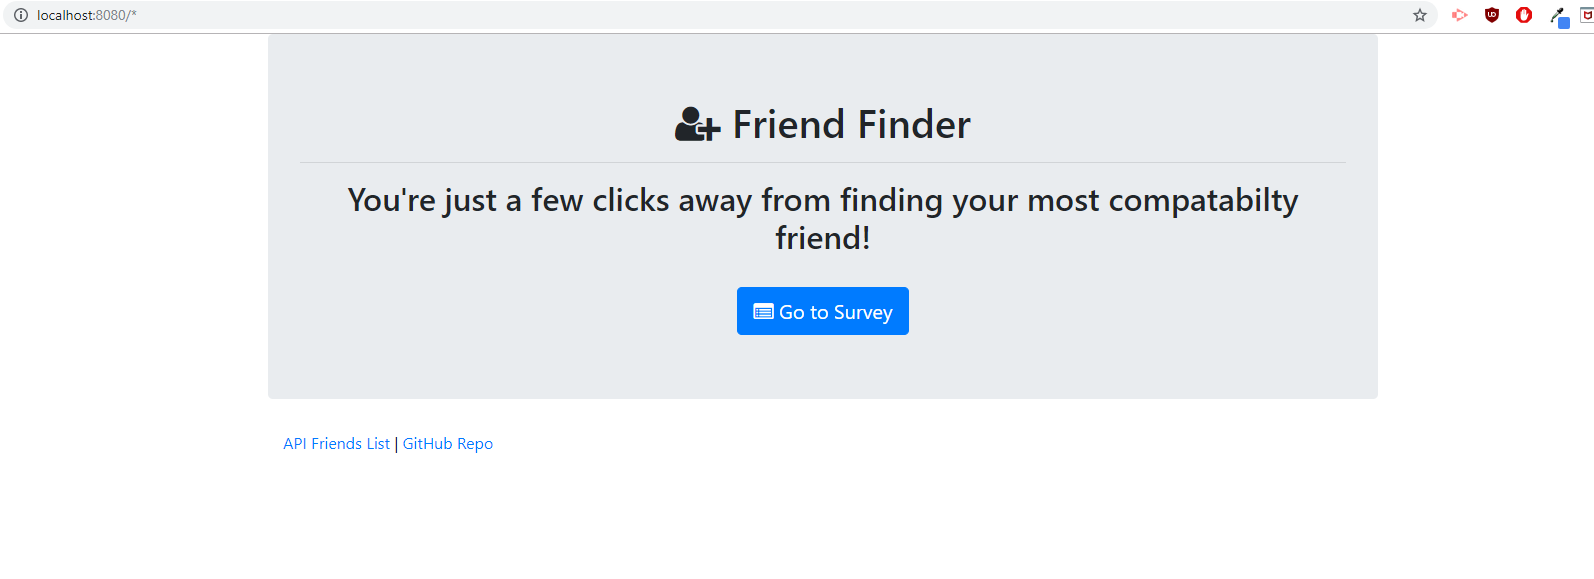 localhost:8080/*
Friend Finder
You're just a few clicks away from finding your most compatabilty
friend!
Go to Survey
API Friends List | GitHub Repo